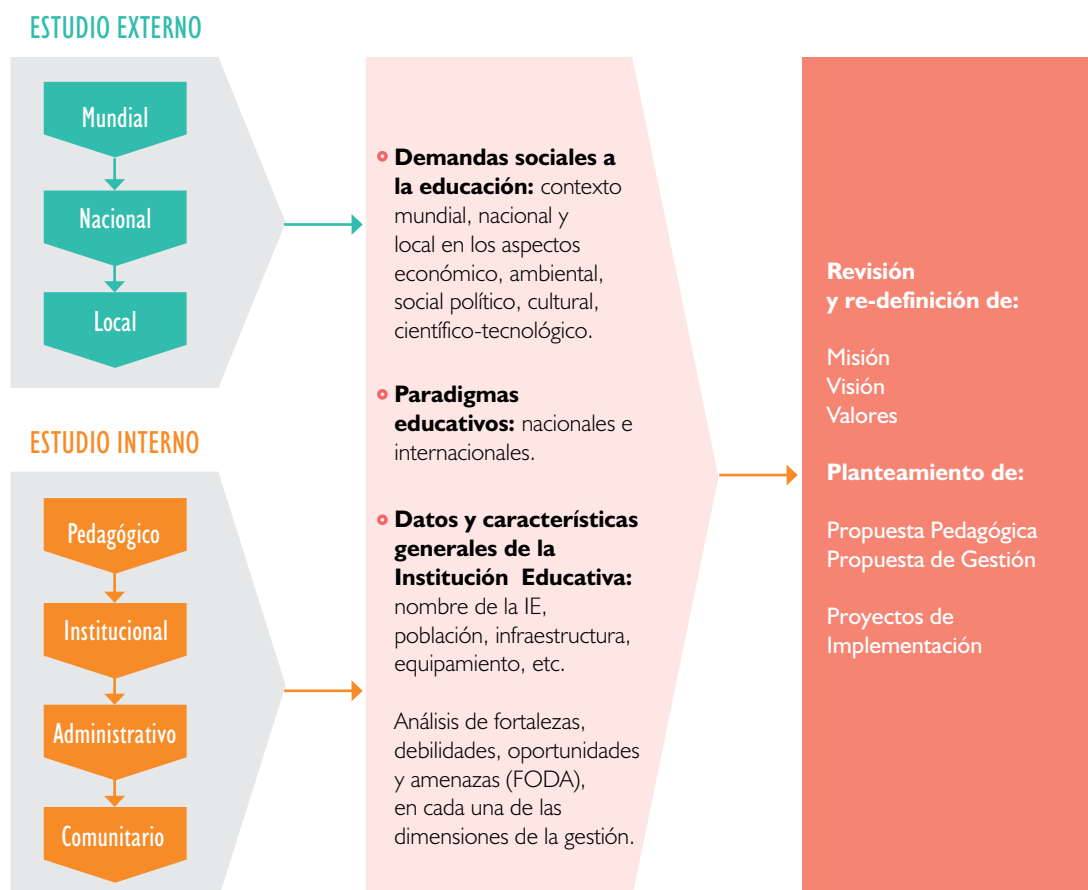 ESTUDIO EXTERNO
Mundial
Nacional
Local
ESTUDIO INTERNO
Pedagógico
Institucional
Administrativo
Comunitario
Demandas sociales a
la educación: contexto
mundial, nacional y
local en los aspectos
económico, ambiental,
social político, cultural,
científico-tecnológico.
Paradigmas
educativos: nacionales e
internacionales.
Datos y características
generales de la
Institución Educativa:
nombre de la IE,
población, infraestructura,
equipamiento, etc.
Análisis de fortalezas,
debilidades, oportunidades
y amenazas (FODA),
en cada una de las
dimensiones de la gestión.
Revisión
y re-definición de:
Misión
Visión
Valores
Planteamiento de:
Propuesta Pedagógica
Propuesta de Gestión
Proyectos de
Implementación